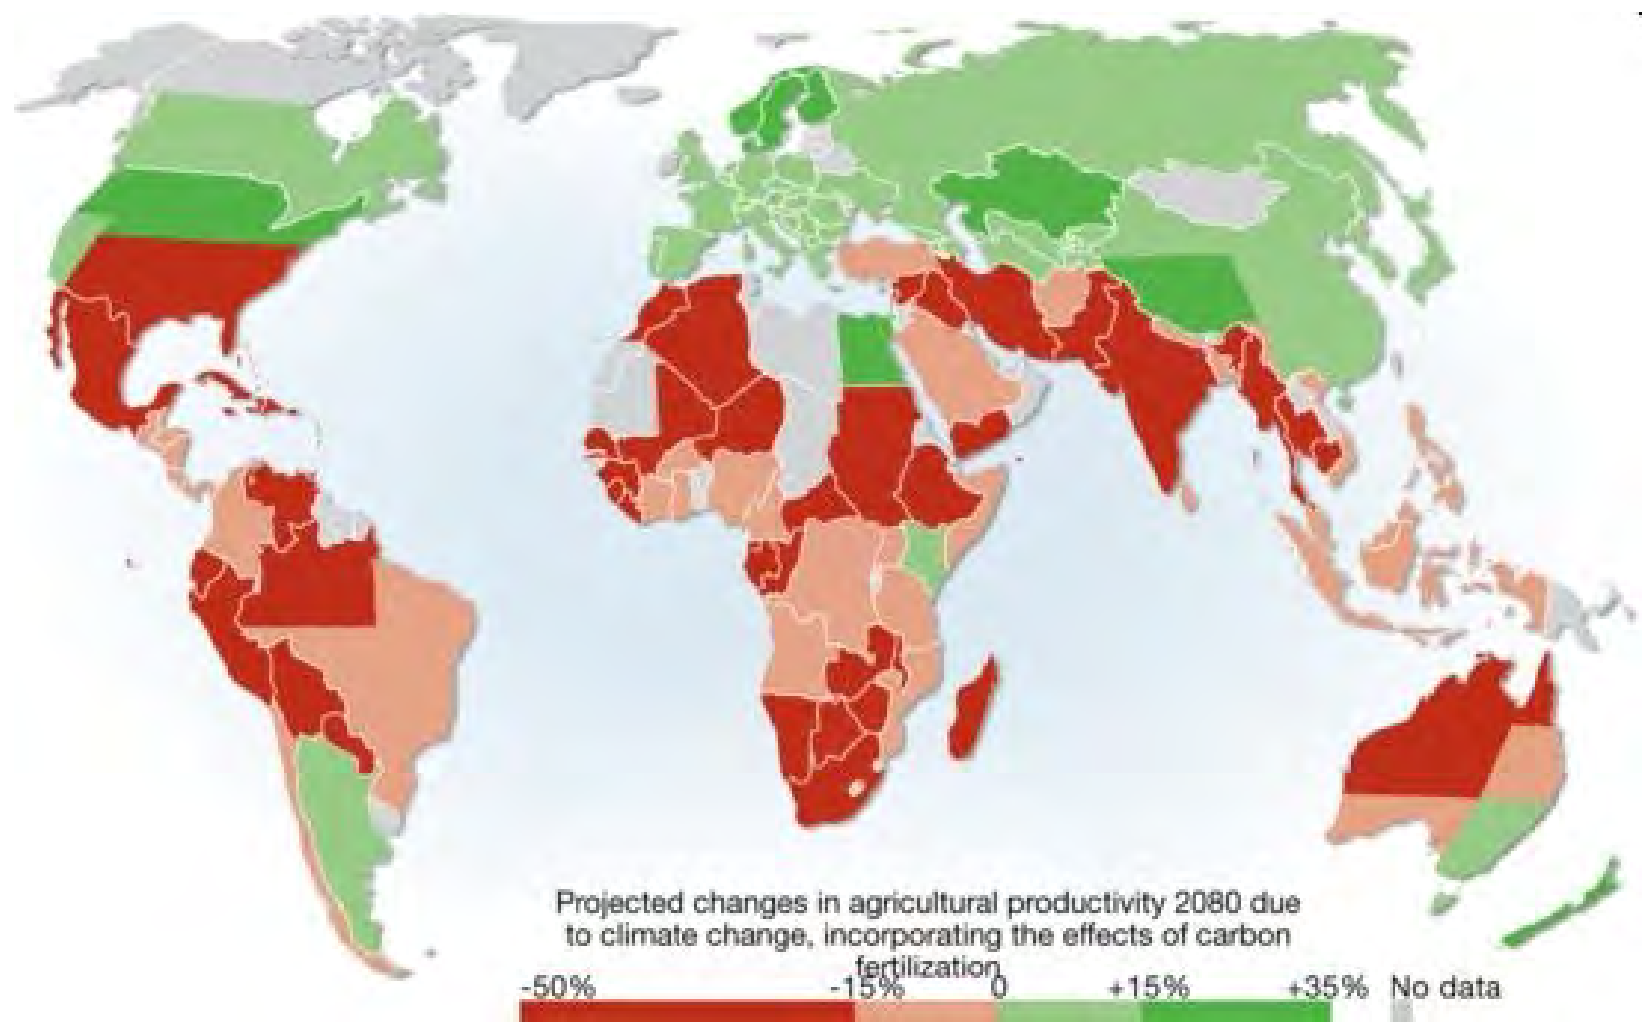 Projected changes in agricultural productivity 2080 due
to climate change, incorporating the effects of carbon
fertilization
-50% -15% 0 +15% +35% No data